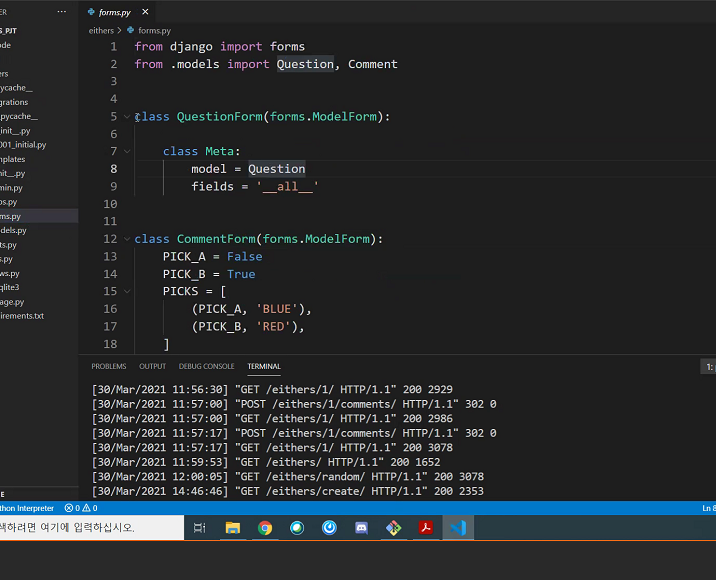 ER ··· forms.py ×
S_PJT eithers > forms.py
1 from django import forms
2 from .models import Question, Comment
3
4
5 class QuestionForm(forms.ModelForm):
6
7 class Meta:
8 model = Question
9 fields = '__all__'
10
11
12 class CommentForm(forms.ModelForm):
13 PICK_A = False
14 PICK_B = True
15 PICKS = [
16 (PICK_A, 'BLUE'),
17 (PICK_B, 'RED'),
18 ]
ode
ers
ycache__
grations
pycache__
init__.py
001_initial.py
mplates
nit__.py
min.py
ps.py
ms.py
dels.py
ts.py
s.py
ws.py
qlite3
age.py
irements.txt
PROBLEMS OUTPUT DEBUG CONSOLE TERMINAL 1:
[30/Mar/2021 11:56:30] "GET /eithers/1/ HTTP/1.1" 200 2929
[30/Mar/2021 11:57:00] "POST /eithers/1/comments/ HTTP/1.1" 302 0
[30/Mar/2021 11:57:00] "GET /eithers/1/ HTTP/1.1" 200 2986
[30/Mar/2021 11:57:17] "POST /eithers/1/comments/ HTTP/1.1" 302 0
[30/Mar/2021 11:57:17] "GET /eithers/1/ HTTP/1.1" 200 3078
[30/Mar/2021 11:59:53] "GET /eithers/ HTTP/1.1" 200 1652
[30/Mar/2021 12:00:05] "GET /eithers/random/ HTTP/1.1" 200 3078
[30/Mar/2021 14:46:46] "GET /eithers/create/ HTTP/1.1" 200 2353
E
thon Interpreter 0 0 Ln 8
색하려면 여기에 입력하십시오.